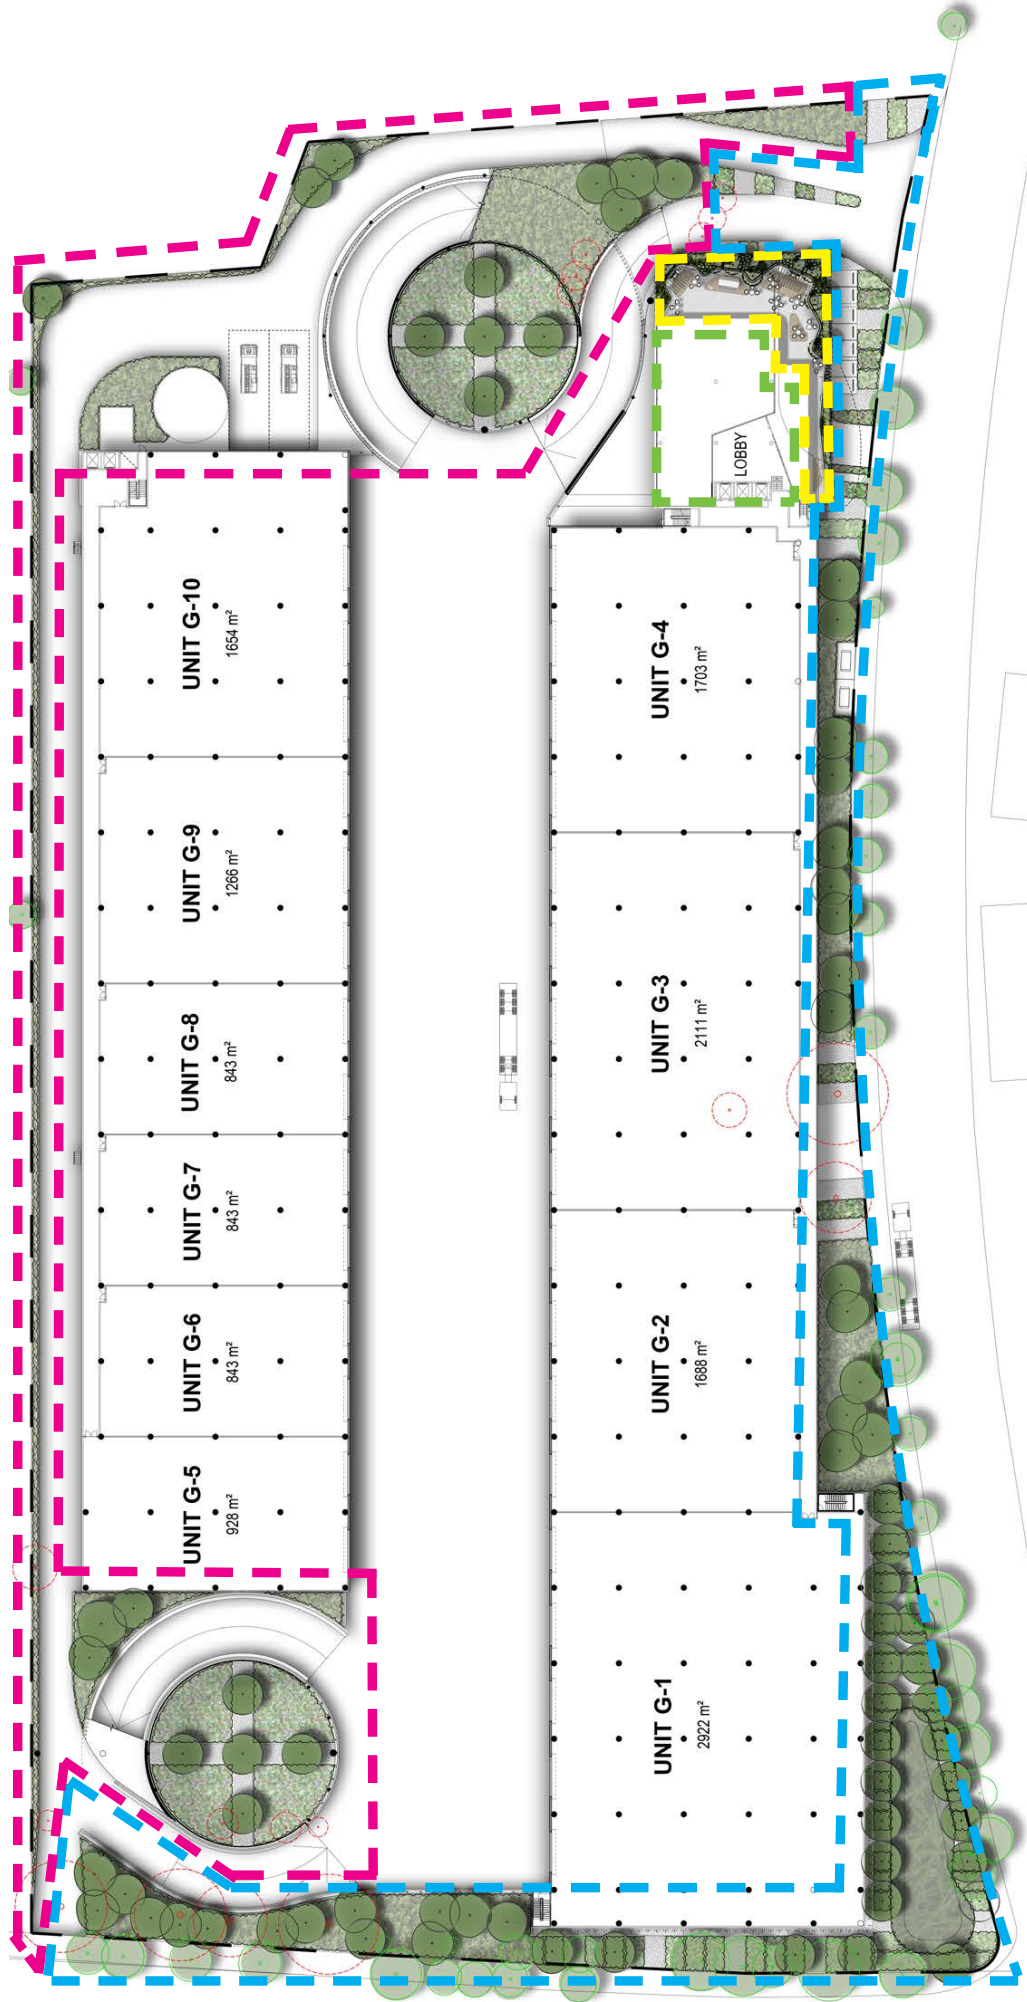 LOBBY
UNIT G-10
1654 m²
UNIT G-4
1703 m²
UNIT G-9
1266 m²
UNIT G-3
2111 m²
UNIT G-8
843 m²
UNIT G-7
843 m²
UNIT G-6
843 m²
UNIT G-2
1688 m²
UNIT G-5
928 m²
UNIT G-1
2922 m²